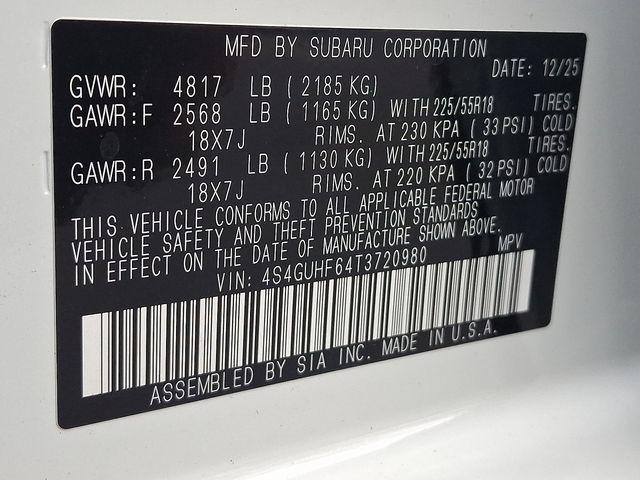 MFD BY SUBARU CORPORATION
DATE: 12/25
GVWR: 4817 LB ( 2185 KG)
GAWR:F 2568 LB ( 1165 KG) WITH 225/55R18 TIRES.
18X7J RIMS. AT 230 KPA ( 33 PSI) COLD
GAWR:R 2491 LB ( 1130 KG) WITH 225/55R18 TIRES.
18X7J RIMS. AT 220 KPA ( 32 PSI) COLD
THIS VEHICLE CONFORMS TO ALL APPLICABLE FEDERAL MOTOR
VEHICLE SAFETY AND THEFT PREVENTION STANDARDS
IN EFFECT ON THE DATE OF MANUFACTURE SHOWN ABOVE.
VIN: 4S4GUHF64T3720980 MPV
ASSEMBLED BY SIA INC. MADE IN U.S.A.